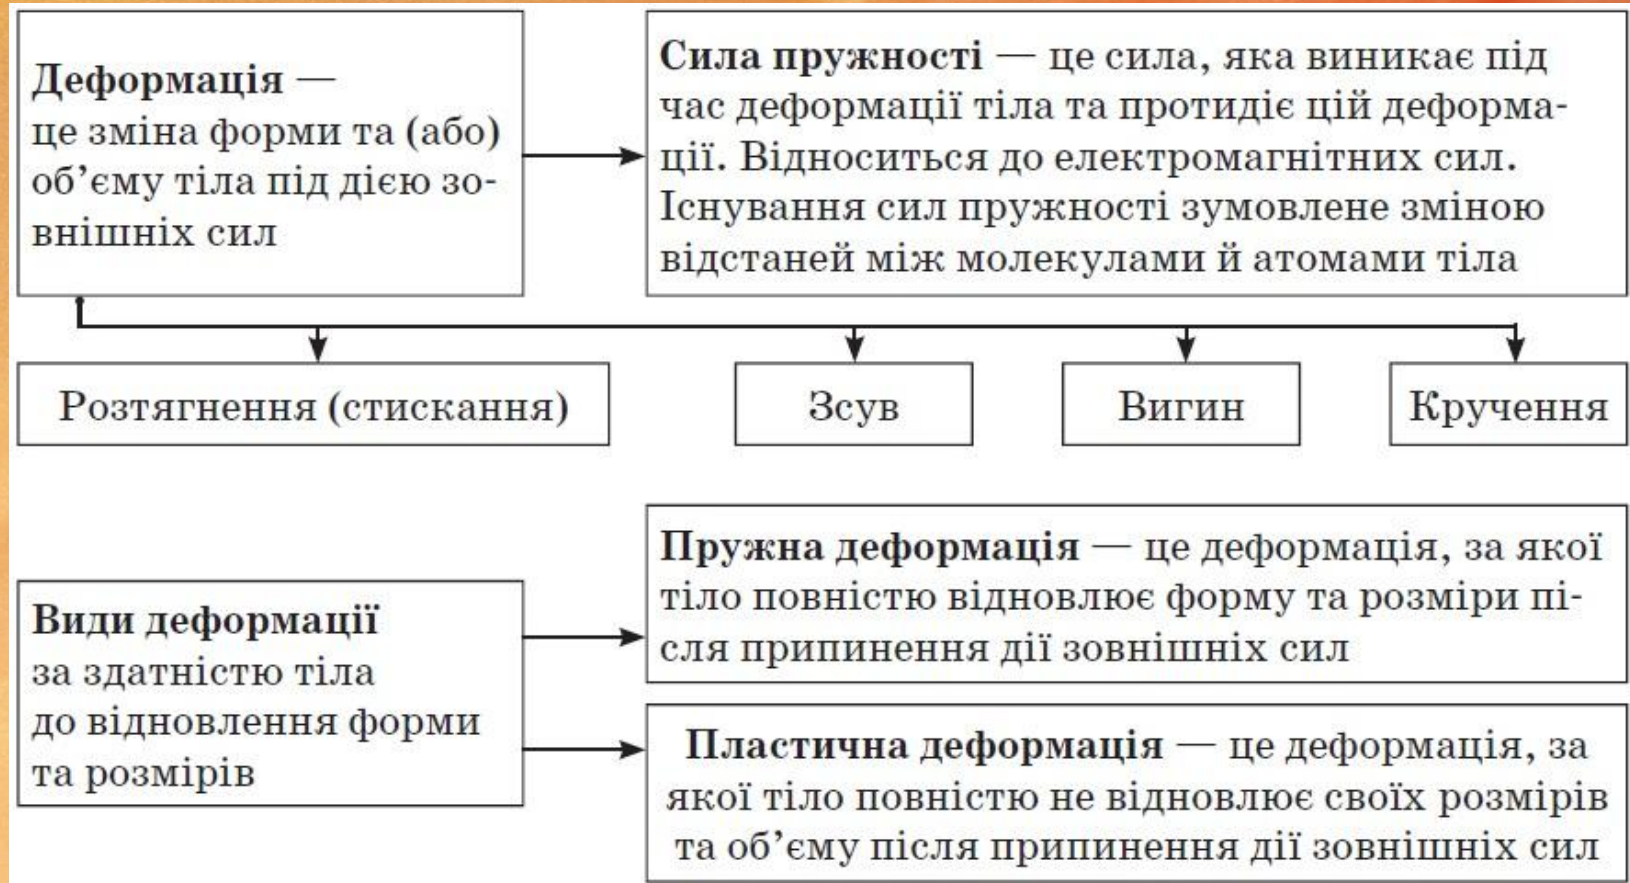 Деформація —
це зміна форми та (або)
об’єму тіла під дією зо-
внішніх сил
Сила пружності — це сила, яка виникає під
час деформації тіла та протидіє цій деформа-
ції. Відноситься до електромагнітних сил.
Існування сил пружності зумовлене зміною
відстаней між молекулами й атомами тіла
Розтягнення (стискання)
Зсув
Вигин
Кручення
Види деформації
за здатністю тіла
до відновлення форми
та розмірів
Пружна деформація — це деформація, за якої
тіло повністю відновлює форму та розміри пі-
сля припинення дії зовнішніх сил
Пластична деформація — це деформація, за
якої тіло повністю не відновлює своїх розмірів
та об’єму після припинення дії зовнішніх сил